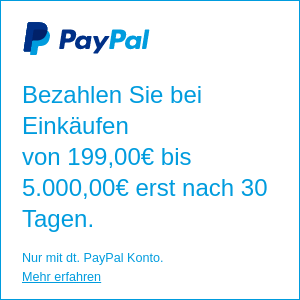 PayPal
Bezahlen Sie bei
Einkäufen
von 199,00€ bis
5.000,00€ erst nach 30
Tagen.
Nur mit dt. PayPal Konto.
Mehr erfahren